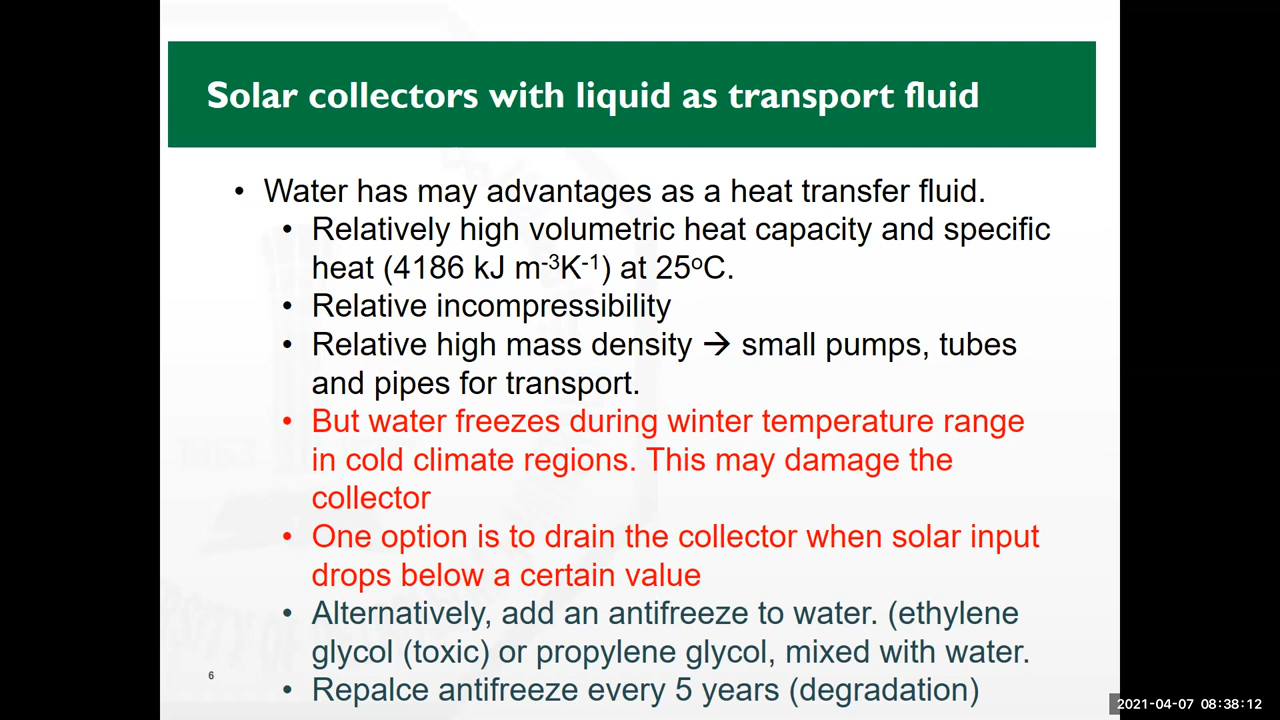 Solar collectors with liquid as transport fluid
• Water has may advantages as a heat transfer fluid.
• Relatively high volumetric heat capacity and specific
heat (4186 kJ m-3K-1) at 25oC.
• Relative incompressibility
• Relative high mass density → small pumps, tubes
and pipes for transport.
• But water freezes during winter temperature range
in cold climate regions. This may damage the
collector
• One option is to drain the collector when solar input
drops below a certain value
• Alternatively, add an antifreeze to water. (ethylene
glycol (toxic) or propylene glycol, mixed with water.
• Repalce antifreeze every 5 years (degradation)
6
2021-04-07 08:38:12